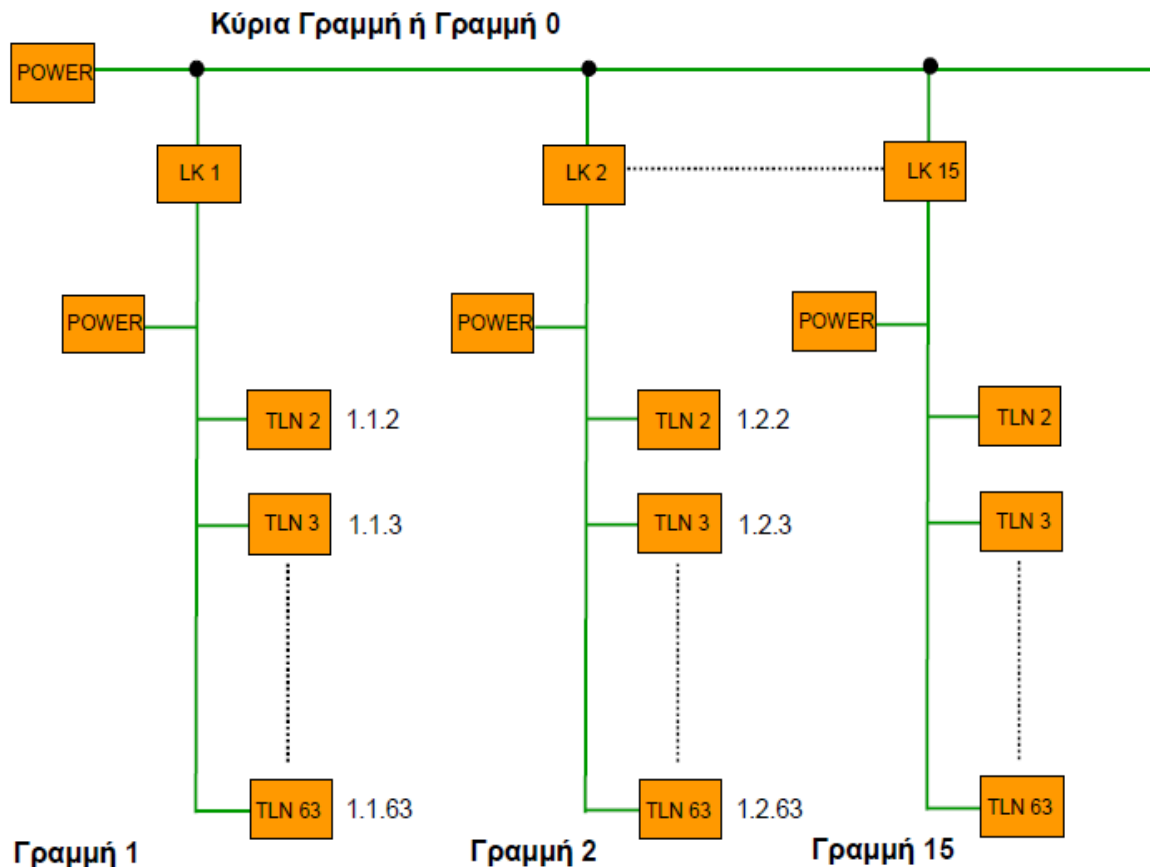 Κύρια Γραμμή ή Γραμμή 0
POWER
LK 1
LK 2
LK 15
POWER
POWER
POWER
TLN 2 1.1.2
TLN 2 1.2.2
TLN 2
TLN 3 1.1.3
TLN 3 1.2.3
TLN 3
TLN 63 1.1.63
TLN 63 1.2.63
TLN 63
Γραμμή 1
Γραμμή 2
Γραμμή 15